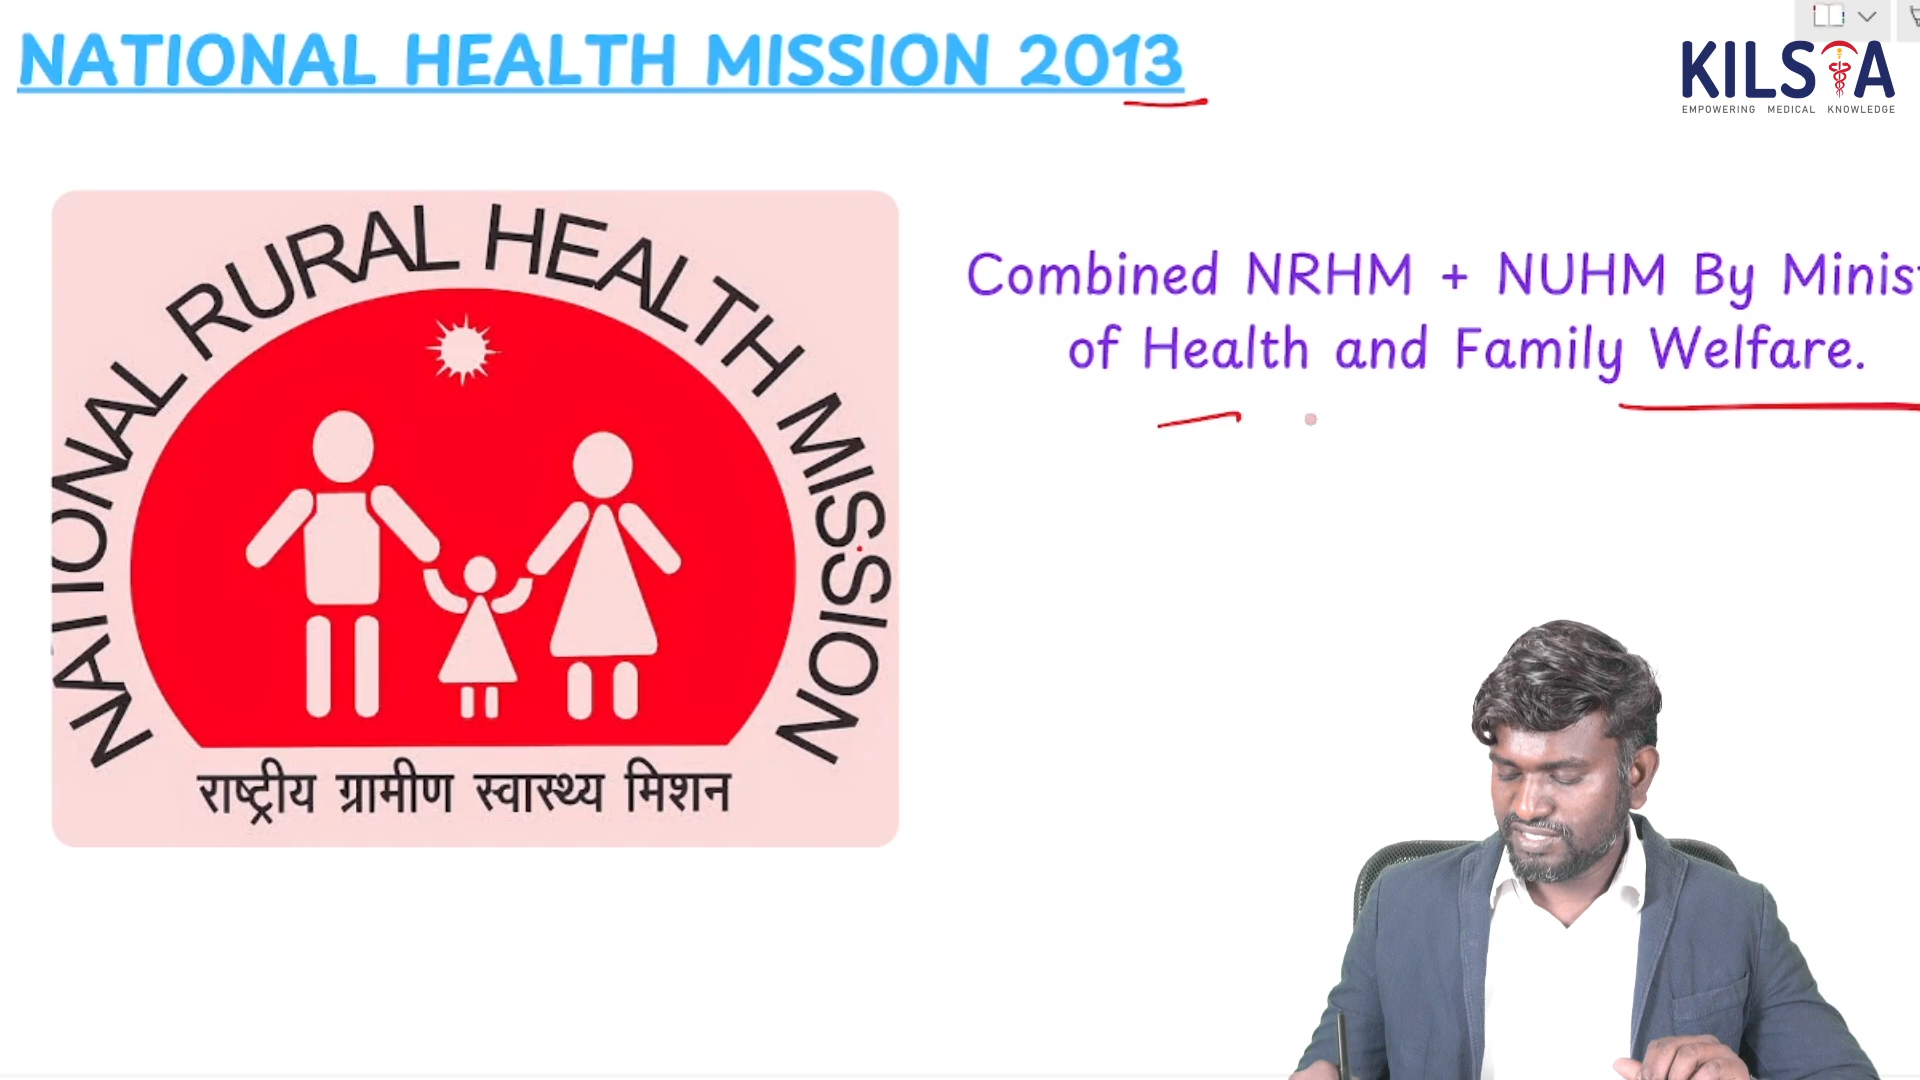 NATIONAL HEALTH MISSION 2013
KILSTA
EMPOWERING MEDICAL KNOWLEDGE
NATIONAL RURAL HEALTH MISSION
राष्ट्रीय ग्रामीण स्वास्थ्य मिशन
Combined NRHM + NUHM By Minis
of Health and Family Welfare.